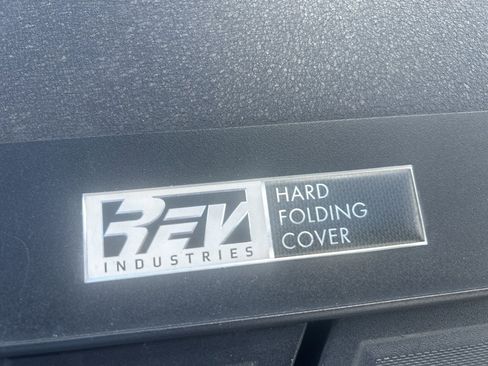 REV
INDUSTRIES
HARD
FOLDING
COVER